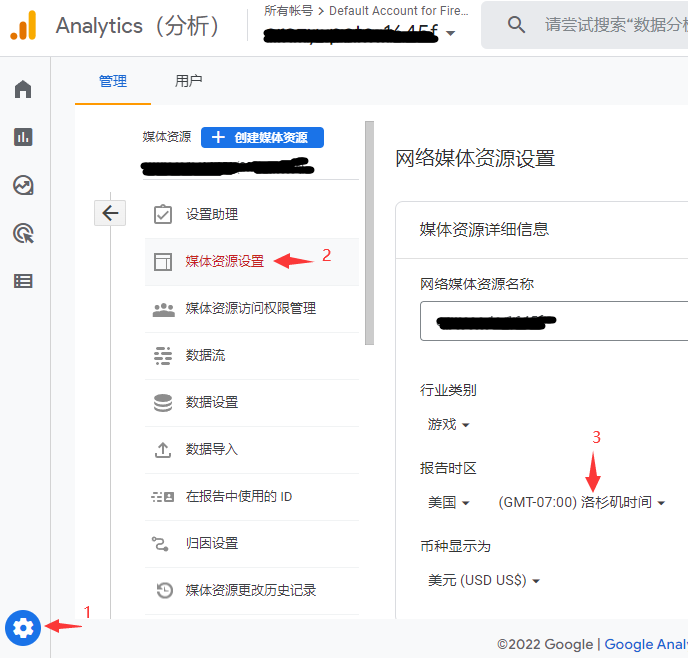 Analytics（分析）
所有帐号 > Default Account for Fire...
请尝试搜索“数据分析
管理
用户
媒体资源
+ 创建媒体资源
设置助理
媒体资源设置
2
媒体资源访问权限管理
数据流
数据设置
数据导入
在报告中使用的 ID
归因设置
媒体资源更改历史记录
网络媒体资源设置
媒体资源详细信息
网络媒体资源名称
行业类别
游戏
3
报告时区
美国
(GMT-07:00) 洛杉矶时间
币种显示为
美元 (USD US$)
1
©2022 Google | Google Analy